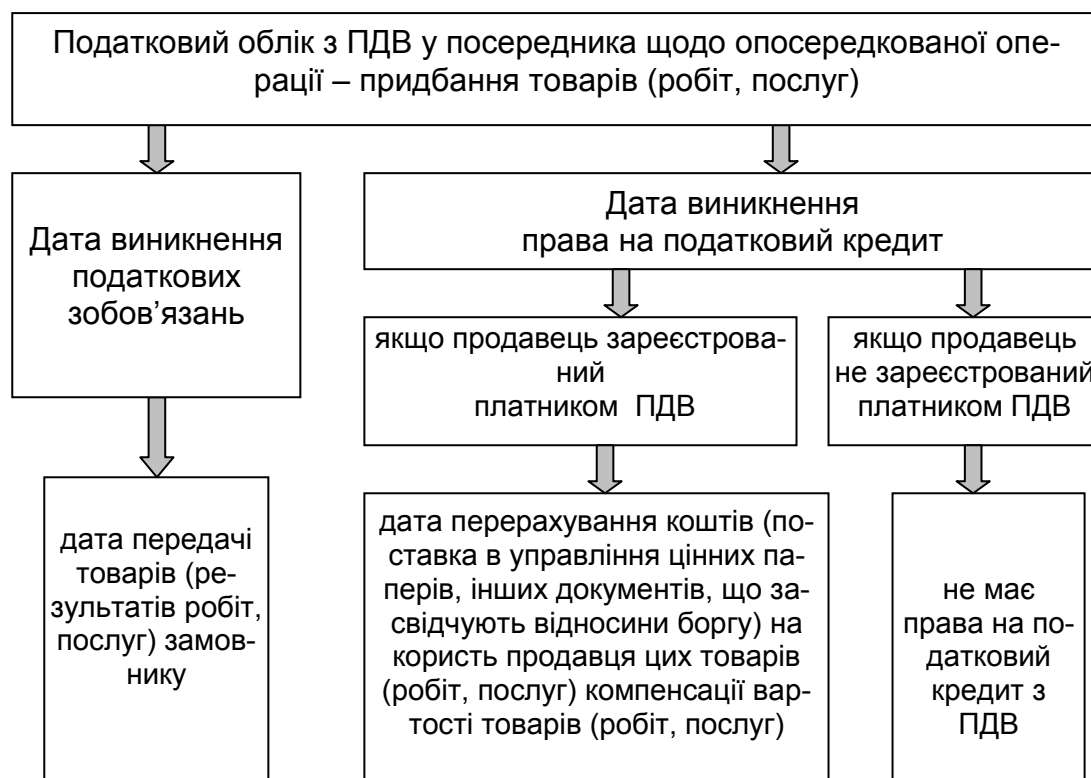 Податковий облік з ПДВ у посередника щодо опосередкованої опе-
рації – придбання товарів (робіт, послуг)
Дата виникнення
податкових
зобов’язань
Дата виникнення
права на податковий кредит
якщо продавець зареєстрова-
ний
платником ПДВ
якщо продавець
не зареєстрований
платником ПДВ
дата передачі
товарів (ре-
зультатів робіт,
послуг) замов-
нику
дата перерахування коштів (по-
ставка в управління цінних па-
перів, інших документів, що за-
свідчують відносини боргу) на
користь продавця цих товарів
(робіт, послуг) компенсації вар-
тості товарів (робіт, послуг)
не має
права на по-
датковий
кредит з
ПДВ